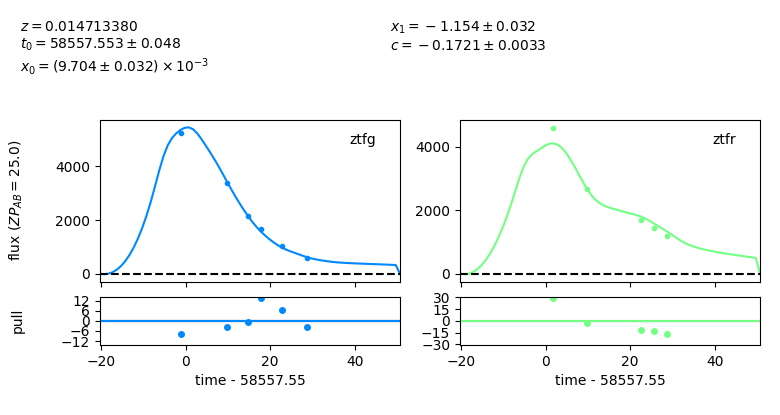 z = 0.014713380
t0 = 58557.553 ± 0.048
x0 = (9.704 ± 0.032) × 10^-3
x1 = −1.154 ± 0.032
c = −0.1721 ± 0.0033
flux (ZP_AB = 25.0)
4000
2000
0
ztfg
4000
2000
0
ztfr
pull
12
6
0
−6
−12
−20 0 20 40
time - 58557.55
30
15
0
−15
−30
−20 0 20 40
time - 58557.55